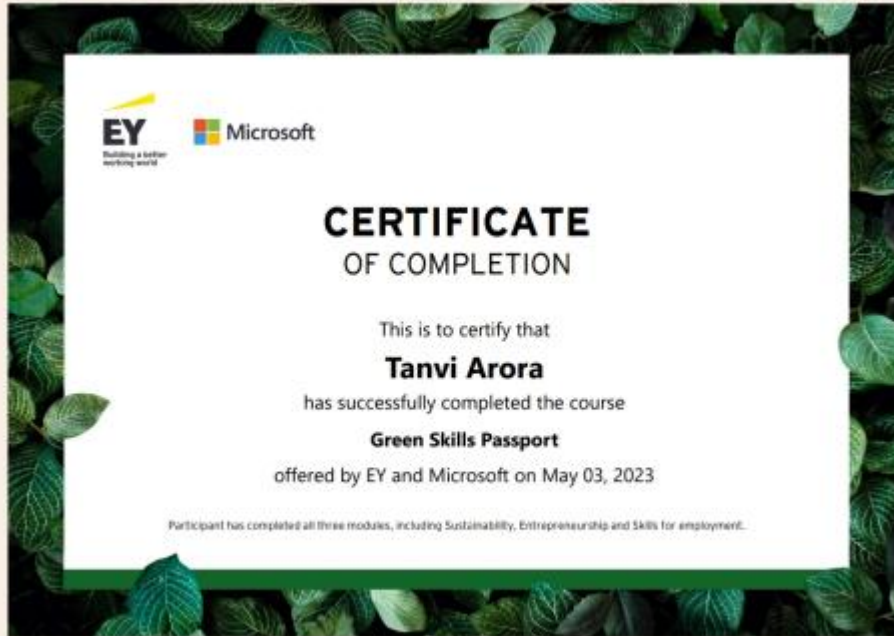 EY
Building a better
working world
Microsoft
CERTIFICATE
OF COMPLETION
This is to certify that
Tanvi Arora
has successfully completed the course
Green Skills Passport
offered by EY and Microsoft on May 03, 2023
Participant has completed all three modules, including Sustainability, Entrepreneurship and Skills for employment.